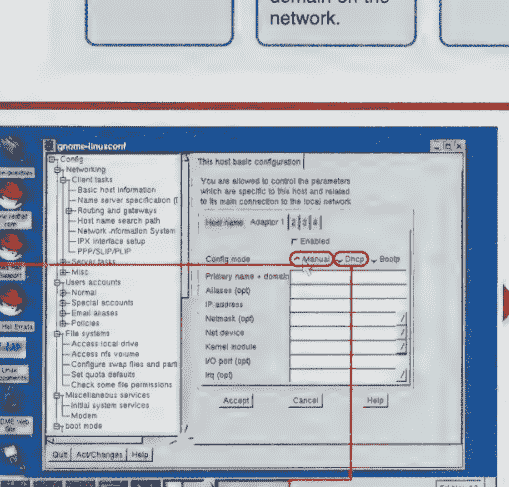 domain on the
network.
gnome-linuxconf
Config
Networking
Client tasks
Basic host information
Name server specification (
Routing and gateways
Host name search path
Network Information System
IPX interface setup
PPP/SLIP/PLIP
Server tasks
Misc
Users accounts
Normal
Special accounts
Email aliases
Policies
File systems
Access local drive
Access nfs volume
Configure swap files and parti
Set quota defaults
Check some file permissions
Miscellaneous services
Initial system services
Modem
boot mode
Quit
Act/Changes
Help
This host basic configuration
You are allowed to control the parameters
which are specific to this host and related
to its main connection to the local network
Host name Adaptor 1 2 3 4
Enabled
Config mode Manual Dhcp Bootp
Primary name + domain
Aliases (opt)
IP address
Netmask (opt)
Net device
Kernel module
I/O port (opt)
Irq (opt)
Accept Cancel Help